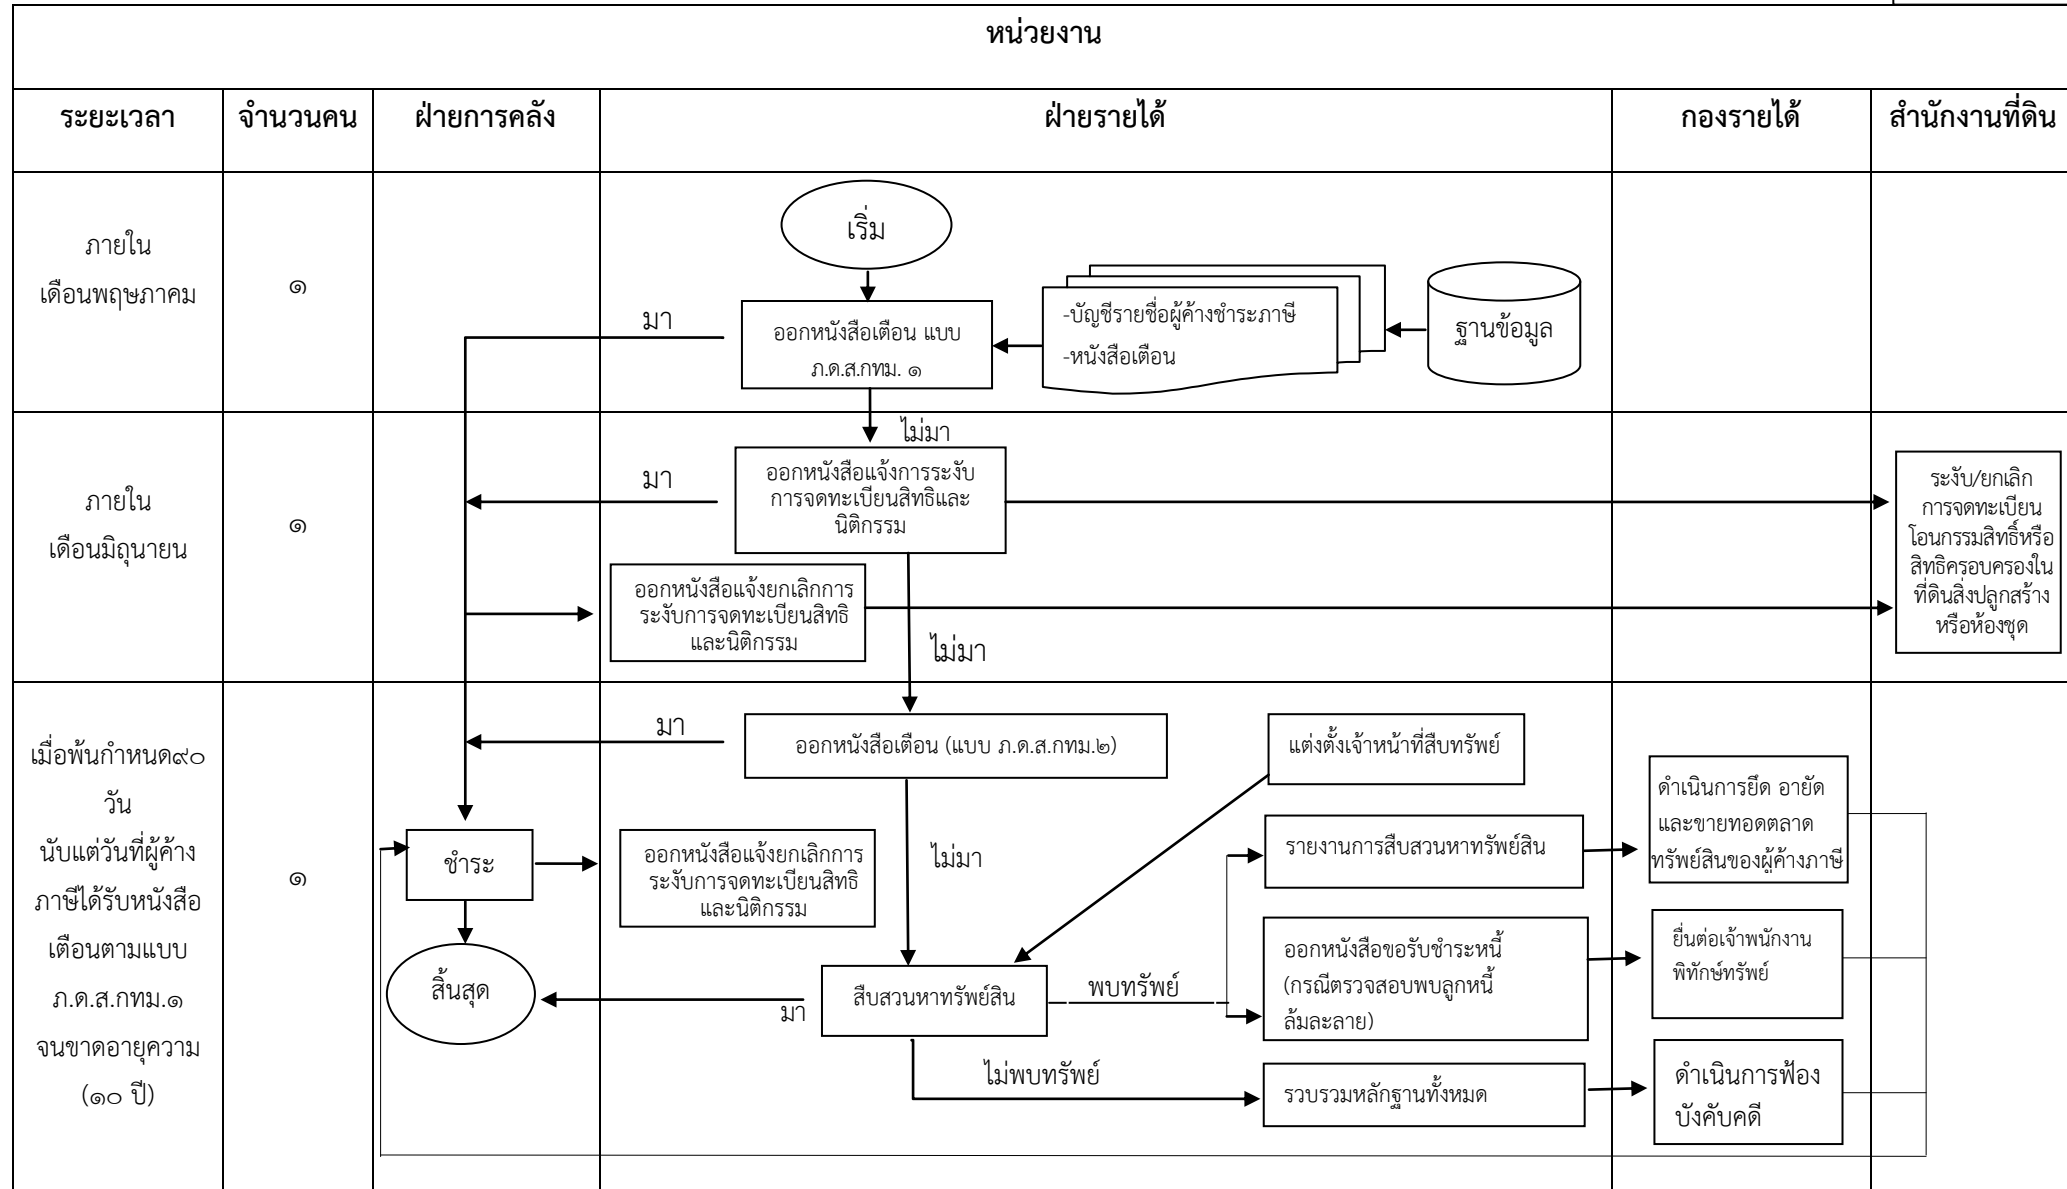 หน่วยงาน
ระยะเวลา
จำนวนคน
ฝ่ายการคลัง
ฝ่ายรายได้
กองรายได้
สำนักงานที่ดิน
ภายใน
เดือนพฤษภาคม
๑
เริ่ม
มา
ออกหนังสือเตือน แบบ
ภ.ด.ส.กทม. ๑
-บัญชีรายชื่อผู้ค้างชำระภาษี
-หนังสือเตือน
ฐานข้อมูล
ไม่มา
ภายใน
เดือนมิถุนายน
๑
มา
ออกหนังสือแจ้งการระงับ
การจดทะเบียนสิทธิและ
นิติกรรม
ระงับ/ยกเลิก
การจดทะเบียน
โอนกรรมสิทธิ์หรือ
สิทธิครอบครองใน
ที่ดินสิ่งปลูกสร้าง
หรือห้องชุด
ออกหนังสือแจ้งยกเลิกการ
ระงับการจดทะเบียนสิทธิ
และนิติกรรม
ไม่มา
เมื่อพ้นกำหนด๙๐
วัน
นับแต่วันที่ผู้ค้าง
ภาษีได้รับหนังสือ
เตือนตามแบบ
ภ.ด.ส.กทม.๑
จนขาดอายุความ
(๑๐ ปี)
๑
มา
ออกหนังสือเตือน (แบบ ภ.ด.ส.กทม.๒)
แต่งตั้งเจ้าหน้าที่สืบทรัพย์
ดำเนินการยึด อายัด
และขายทอดตลาด
ทรัพย์สินของผู้ค้างภาษี
ชำระ
ออกหนังสือแจ้งยกเลิกการ
ระงับการจดทะเบียนสิทธิ
และนิติกรรม
ไม่มา
รายงานการสืบสวนหาทรัพย์สิน
สิ้นสุด
มา
สืบสวนหาทรัพย์สิน
พบทรัพย์
ออกหนังสือขอรับชำระหนี้
(กรณีตรวจสอบพบลูกหนี้
ล้มละลาย)
ยื่นต่อเจ้าพนักงาน
พิทักษ์ทรัพย์
ไม่พบทรัพย์
รวบรวมหลักฐานทั้งหมด
ดำเนินการฟ้อง
บังคับคดี